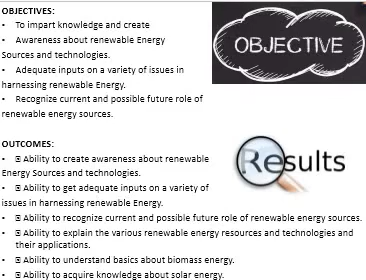 OBJECTIVES:
• To impart knowledge and create
• Awareness about renewable Energy
Sources and technologies.
• Adequate inputs on a variety of issues in
harnessing renewable Energy.
• Recognize current and possible future role of
renewable energy sources.
OBJECTIVE
OUTCOMES:
• Ability to create awareness about renewable
Energy Sources and technologies.
• Ability to get adequate inputs on a variety of
issues in harnessing renewable Energy.
Results
• Ability to recognize current and possible future role of renewable energy sources.
• Ability to explain the various renewable energy resources and technologies and
their applications.
• Ability to understand basics about biomass energy.
• Ability to acquire knowledge about solar energy.